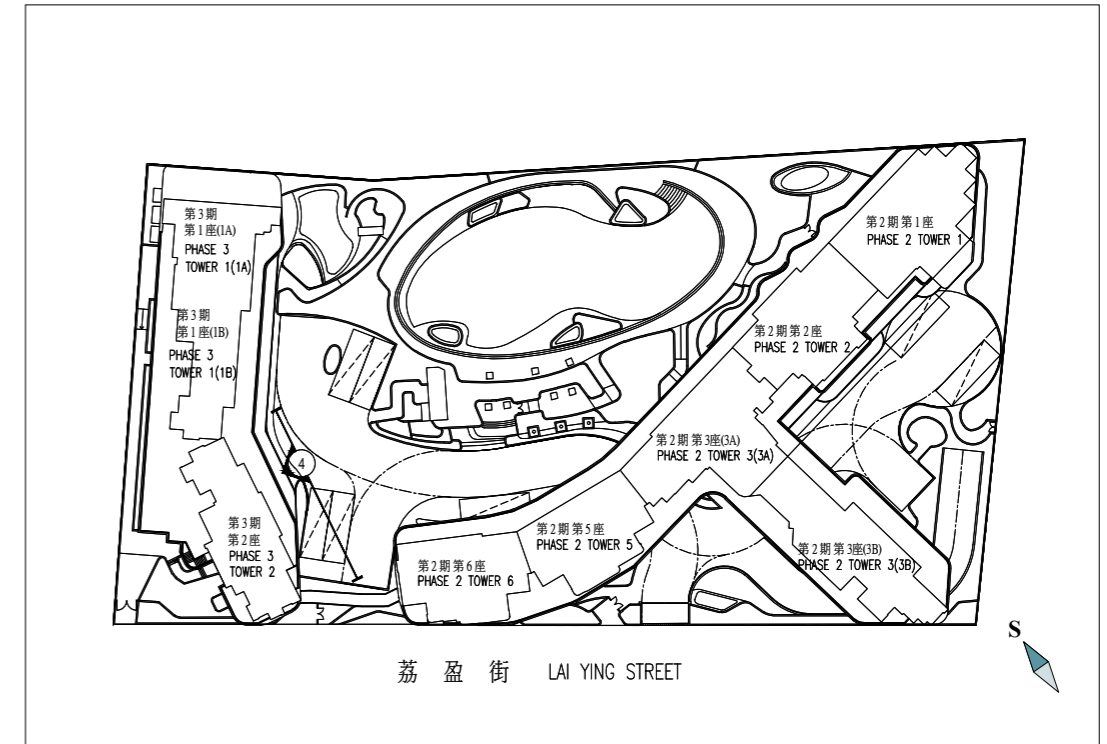 第3期
第1座(1A)
PHASE 3
TOWER 1(1A)
第3期
第1座(1B)
PHASE 3
TOWER 1(1B)
4
第3期
第2座
PHASE 3
TOWER 2
第2期第6座
PHASE 2 TOWER 6
第2期第5座
PHASE 2 TOWER 5
第2期第3座(3A)
PHASE 2 TOWER 3(3A)
第2期第3座(3B)
PHASE 2 TOWER 3(3B)
第2期第2座
PHASE 2 TOWER 2
第2期第1座
PHASE 2 TOWER 1
荔盈街 LAI YING STREET
S